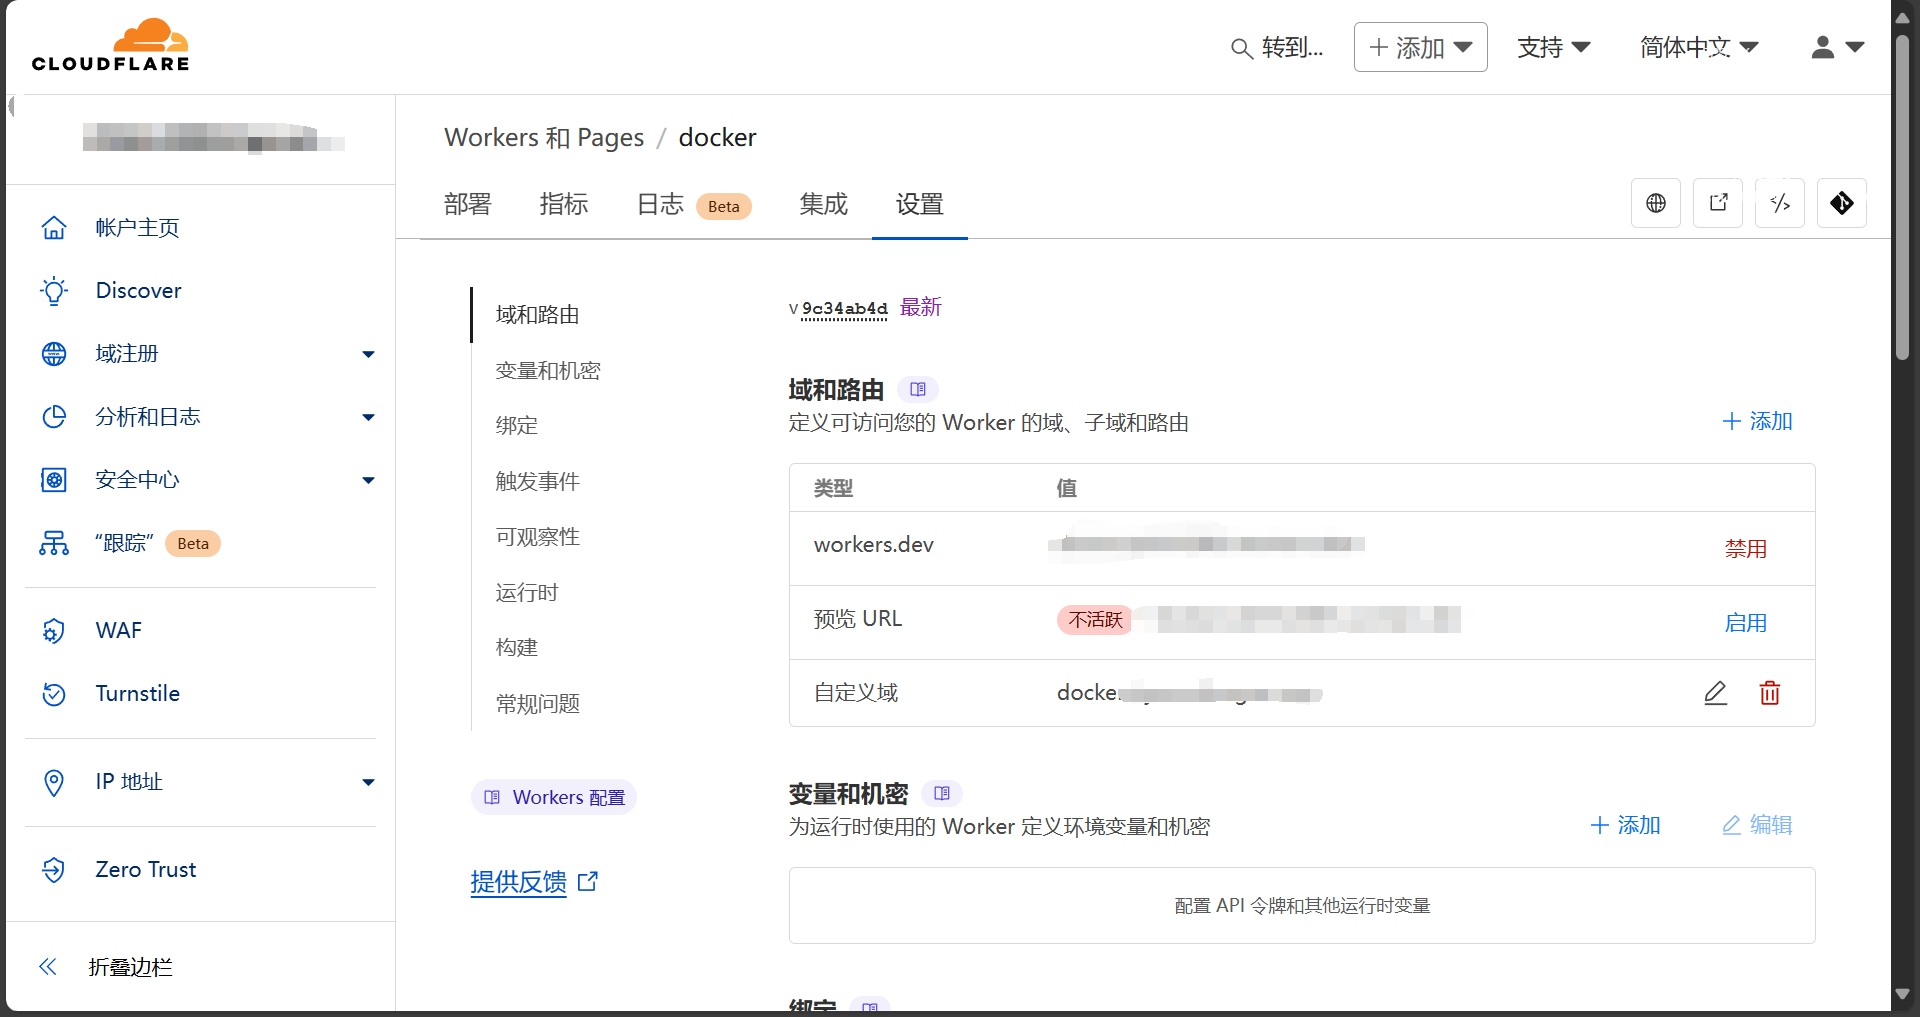 CLOUDFLARE
转到...
添加
支持
简体中文
帐户主页
Discover
域注册
分析和日志
安全中心
“跟踪” Beta
WAF
Turnstile
IP 地址
Zero Trust
折叠边栏
Workers 和 Pages / docker
部署 指标 日志 Beta 集成 设置
域和路由
变量和机密
绑定
触发事件
可观察性
运行时
构建
常规问题
Workers 配置
提供反馈
v 9c34ab4d 最新
域和路由
定义可访问您的 Worker 的域、子域和路由
添加
类型 值
workers.dev 禁用
预览 URL 不活跃 启用
自定义域 docker
变量和机密
为运行时使用的 Worker 定义环境变量和机密
添加 编辑
配置 API 令牌和其他运行时变量
绑定